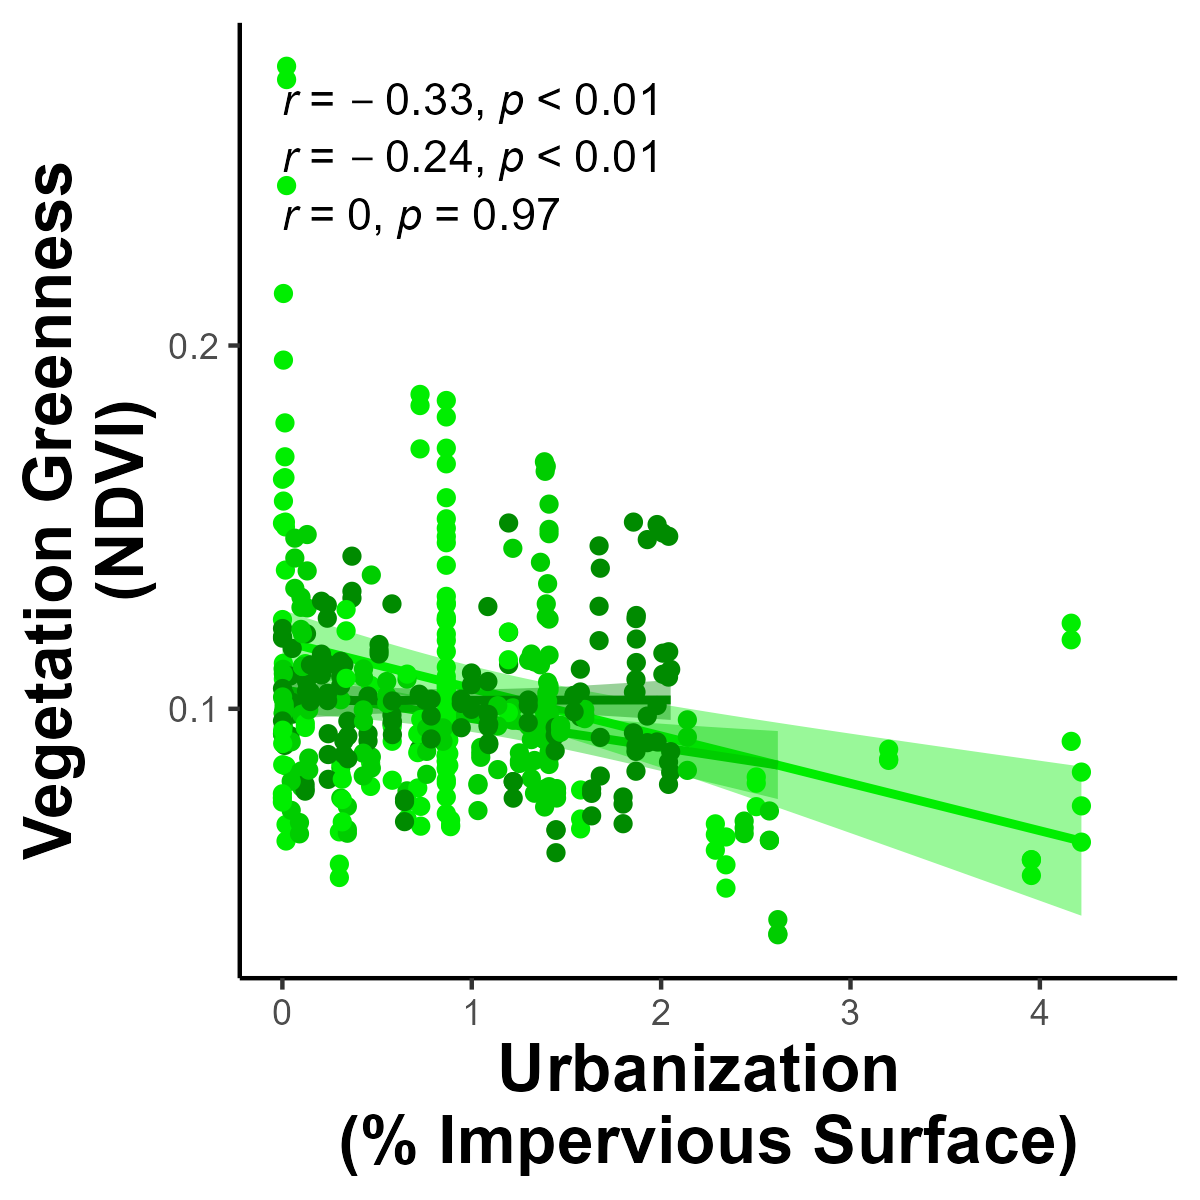 r = − 0.33, p < 0.01
r = − 0.24, p < 0.01
r = 0, p = 0.97
Vegetation Greenness
(NDVI)
0.2
0.1
0 1 2 3 4
Urbanization
(% Impervious Surface)